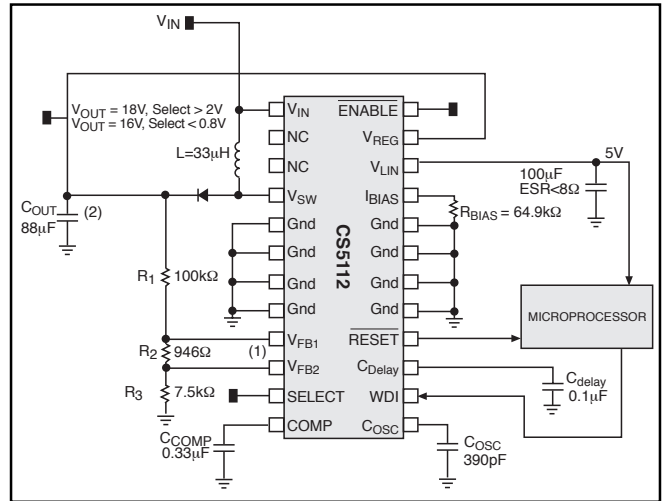 VIN
VOUT = 18V, Select > 2V
VOUT = 16V, Select < 0.8V
L=33µH
COUT
88µF
(2)
R1
100kΩ
R2
946Ω
(1)
R3
7.5kΩ
CCOMP
0.33µF
VIN
NC
NC
VSW
Gnd
Gnd
Gnd
Gnd
VFB1
VFB2
SELECT
COMP
CS5112
ENABLE
VREG
VLIN
IBIAS
Gnd
Gnd
Gnd
Gnd
RESET
CDelay
WDI
COSC
5V
100µF
ESR<8Ω
RBIAS = 64.9kΩ
MICROPROCESSOR
Cdelay
0.1µF
COSC
390pF